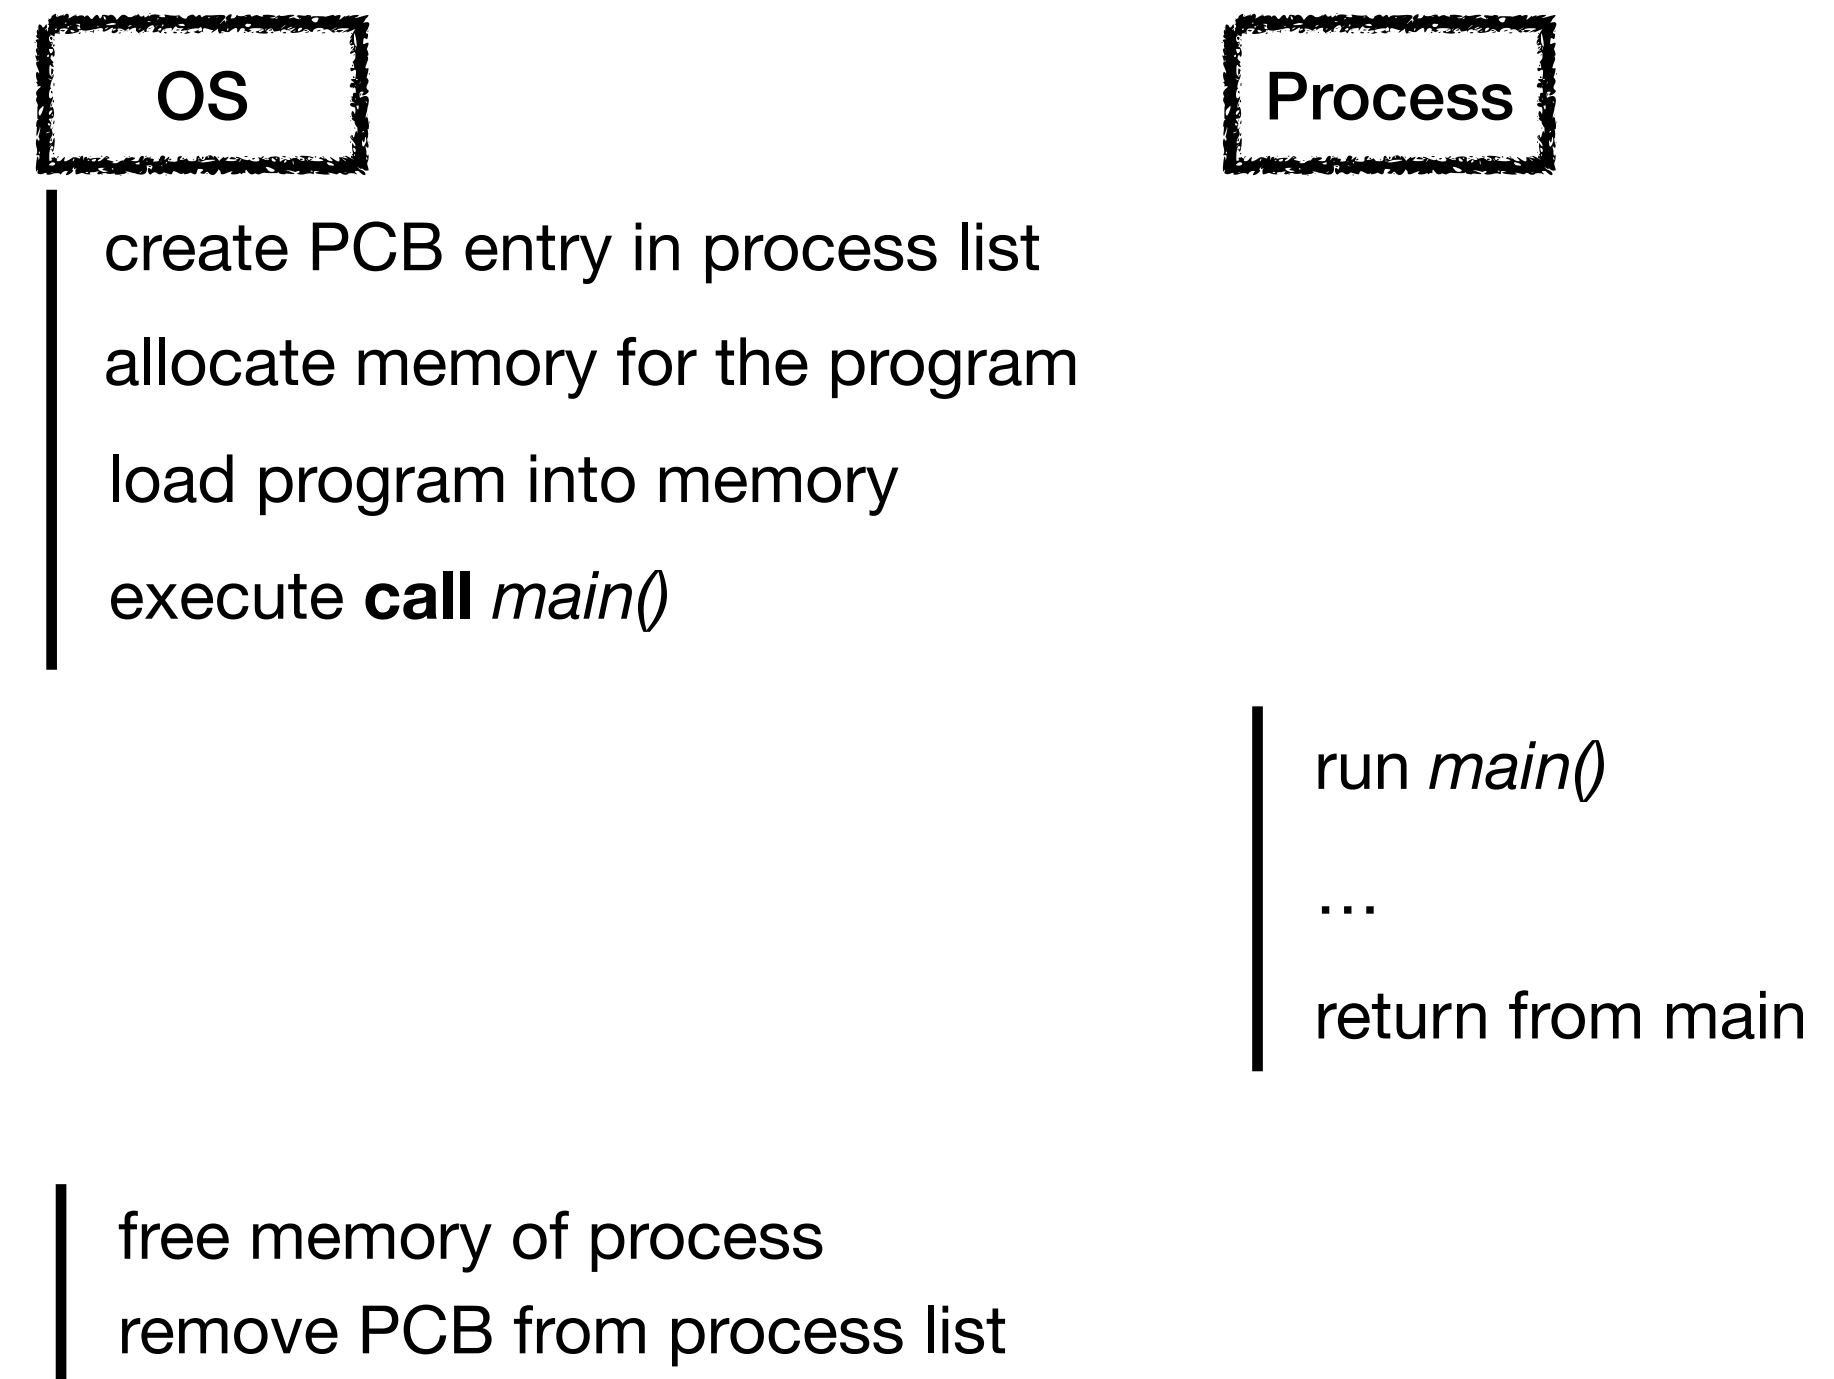 OS
Process
create PCB entry in process list
allocate memory for the program
load program into memory
execute call main()
run main()
…
return from main
free memory of process
remove PCB from process list